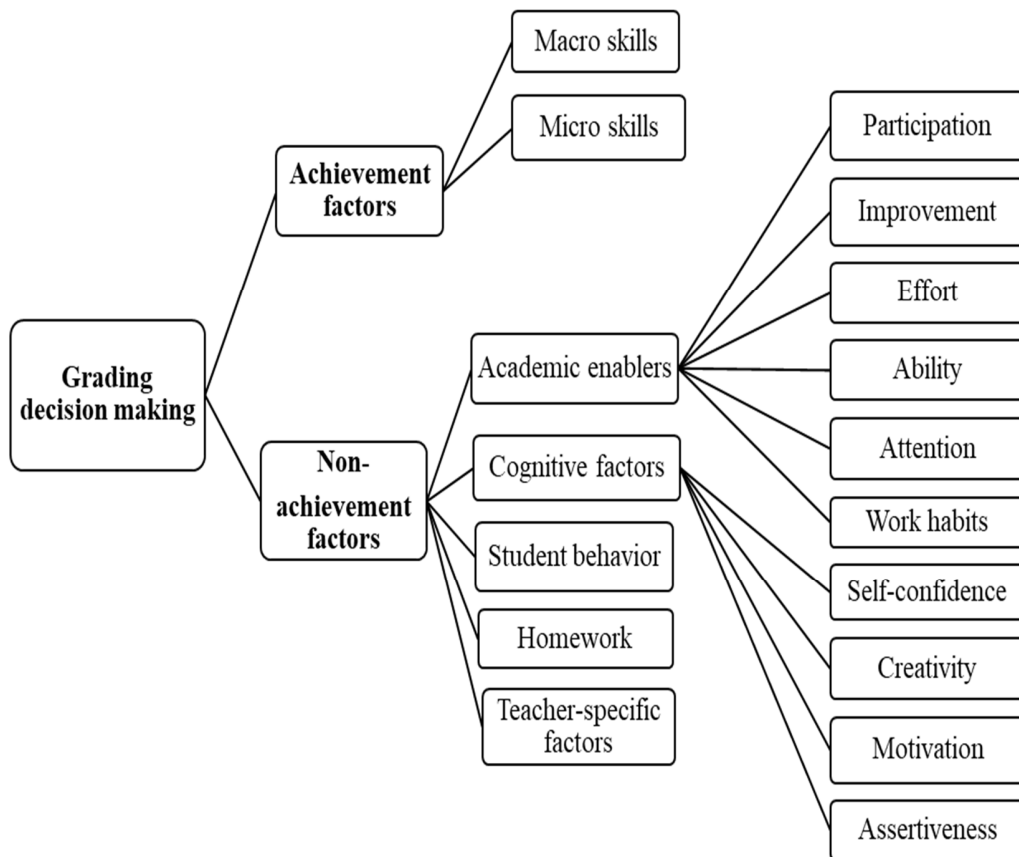 Grading
decision making
Achievement
factors
Non-
achievement
factors
Macro skills
Micro skills
Academic enablers
Cognitive factors
Student behavior
Homework
Teacher-specific
factors
Participation
Improvement
Effort
Ability
Attention
Work habits
Self-confidence
Creativity
Motivation
Assertiveness